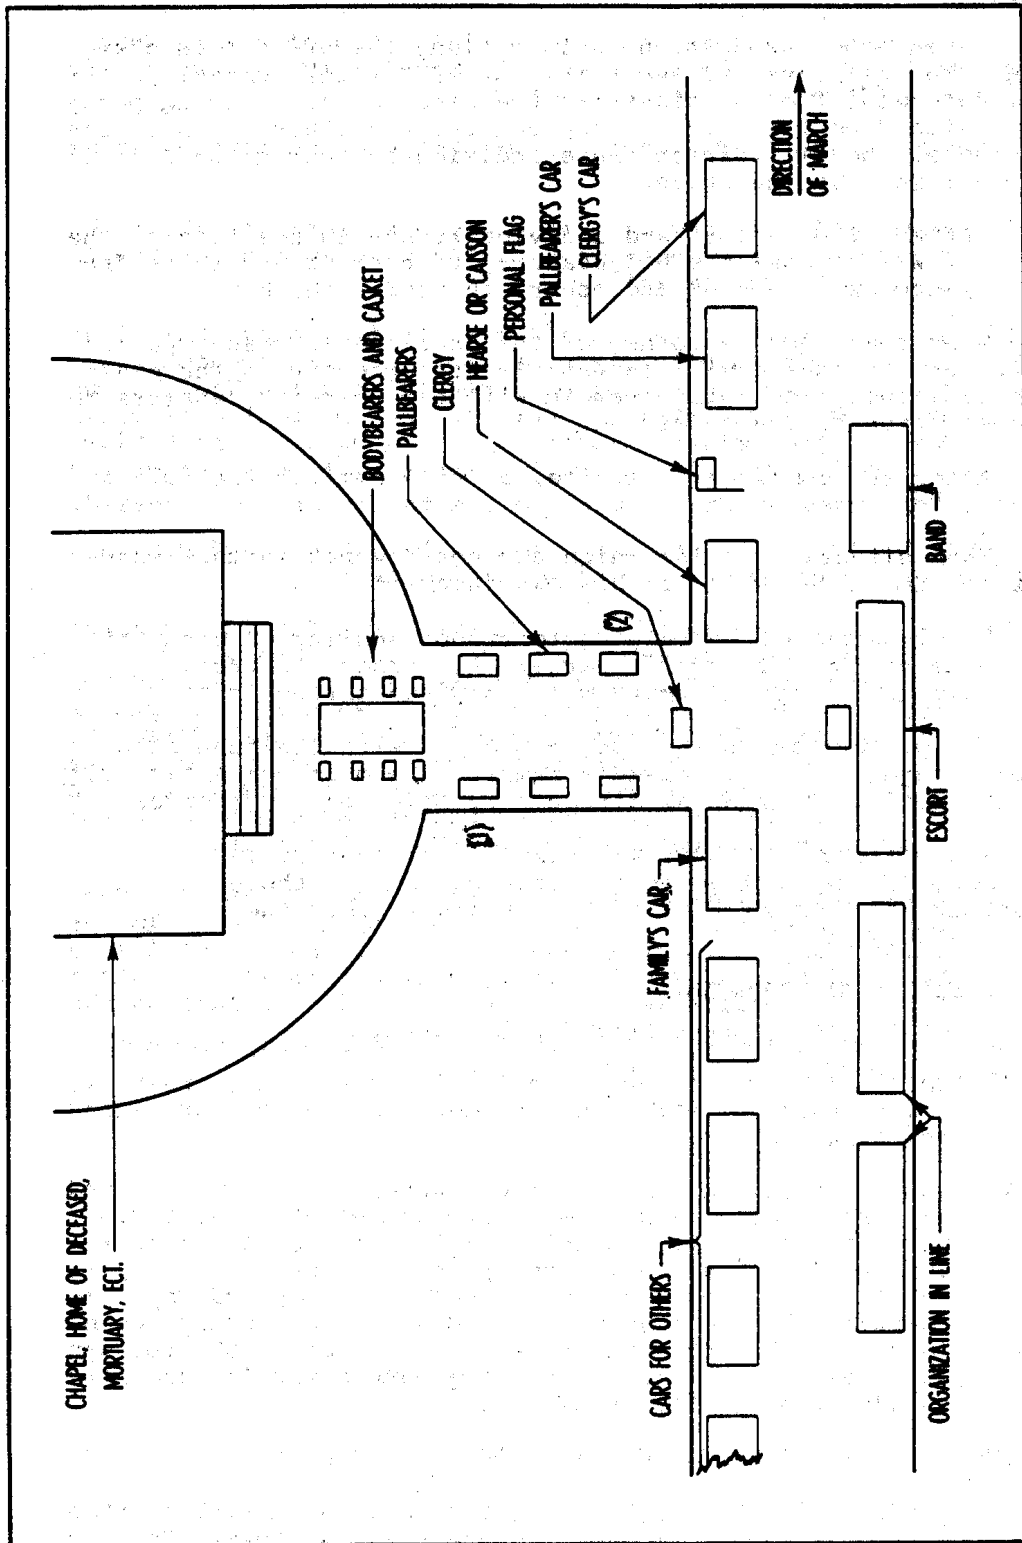 CHAPEL, HOME OF DECEASED,
MORTUARY, ECT.
BODYBEARERS AND CASKET
PALLBEARERS
CLERGY
HEARSE OR CAISSON
PERSONAL FLAG
PALLBEARER'S CAR
CLERGY'S CAR
DIRECTION
OF MARCH
(1)
(2)
FAMILY'S CAR
CARS FOR OTHERS
BAND
ESCORT
ORGANIZATION IN LINE